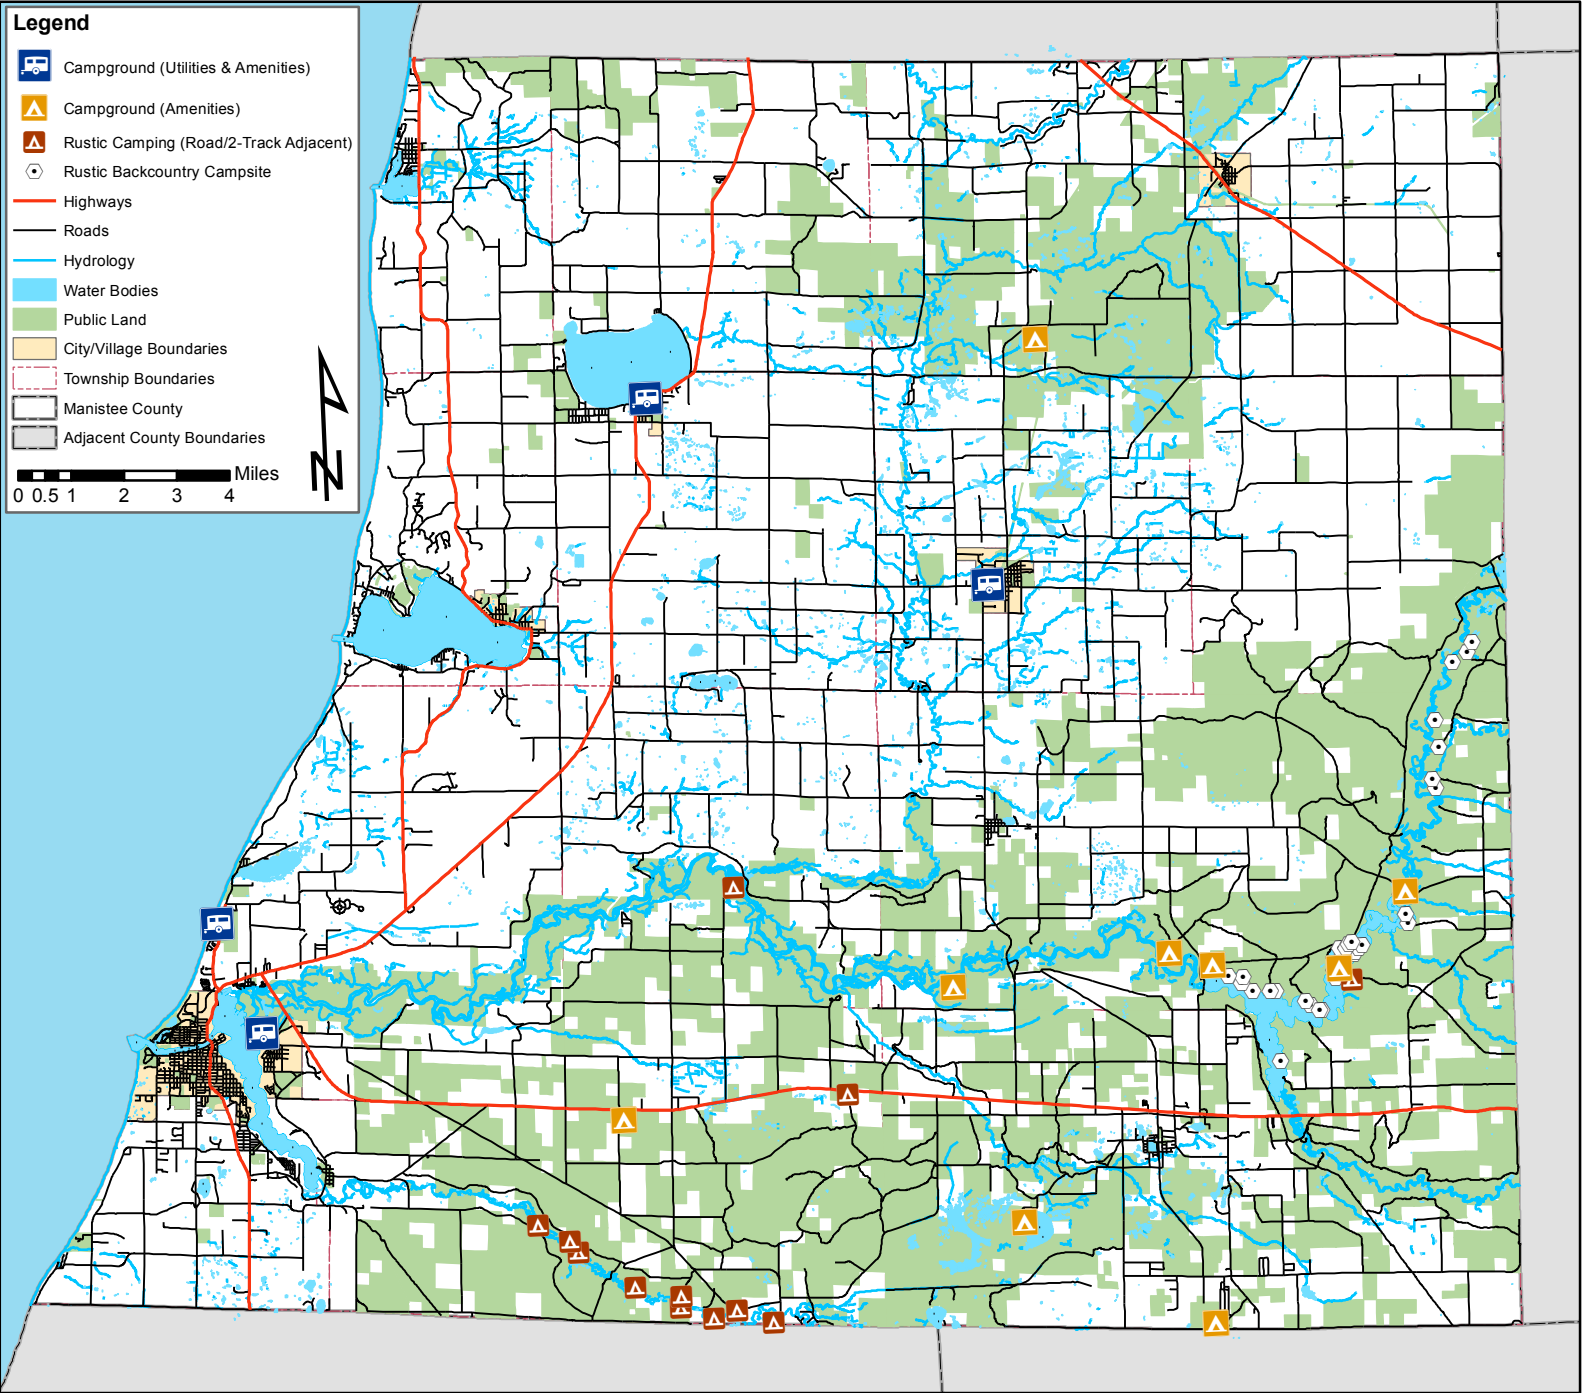 Legend
Campground (Utilities & Amenities)
Campground (Amenities)
Rustic Camping (Road/2-Track Adjacent)
Rustic Backcountry Campsite
Highways
Roads
Hydrology
Water Bodies
Public Land
City/Village Boundaries
Township Boundaries
Manistee County
Adjacent County Boundaries
Miles
0 0.5 1 2 3 4
N